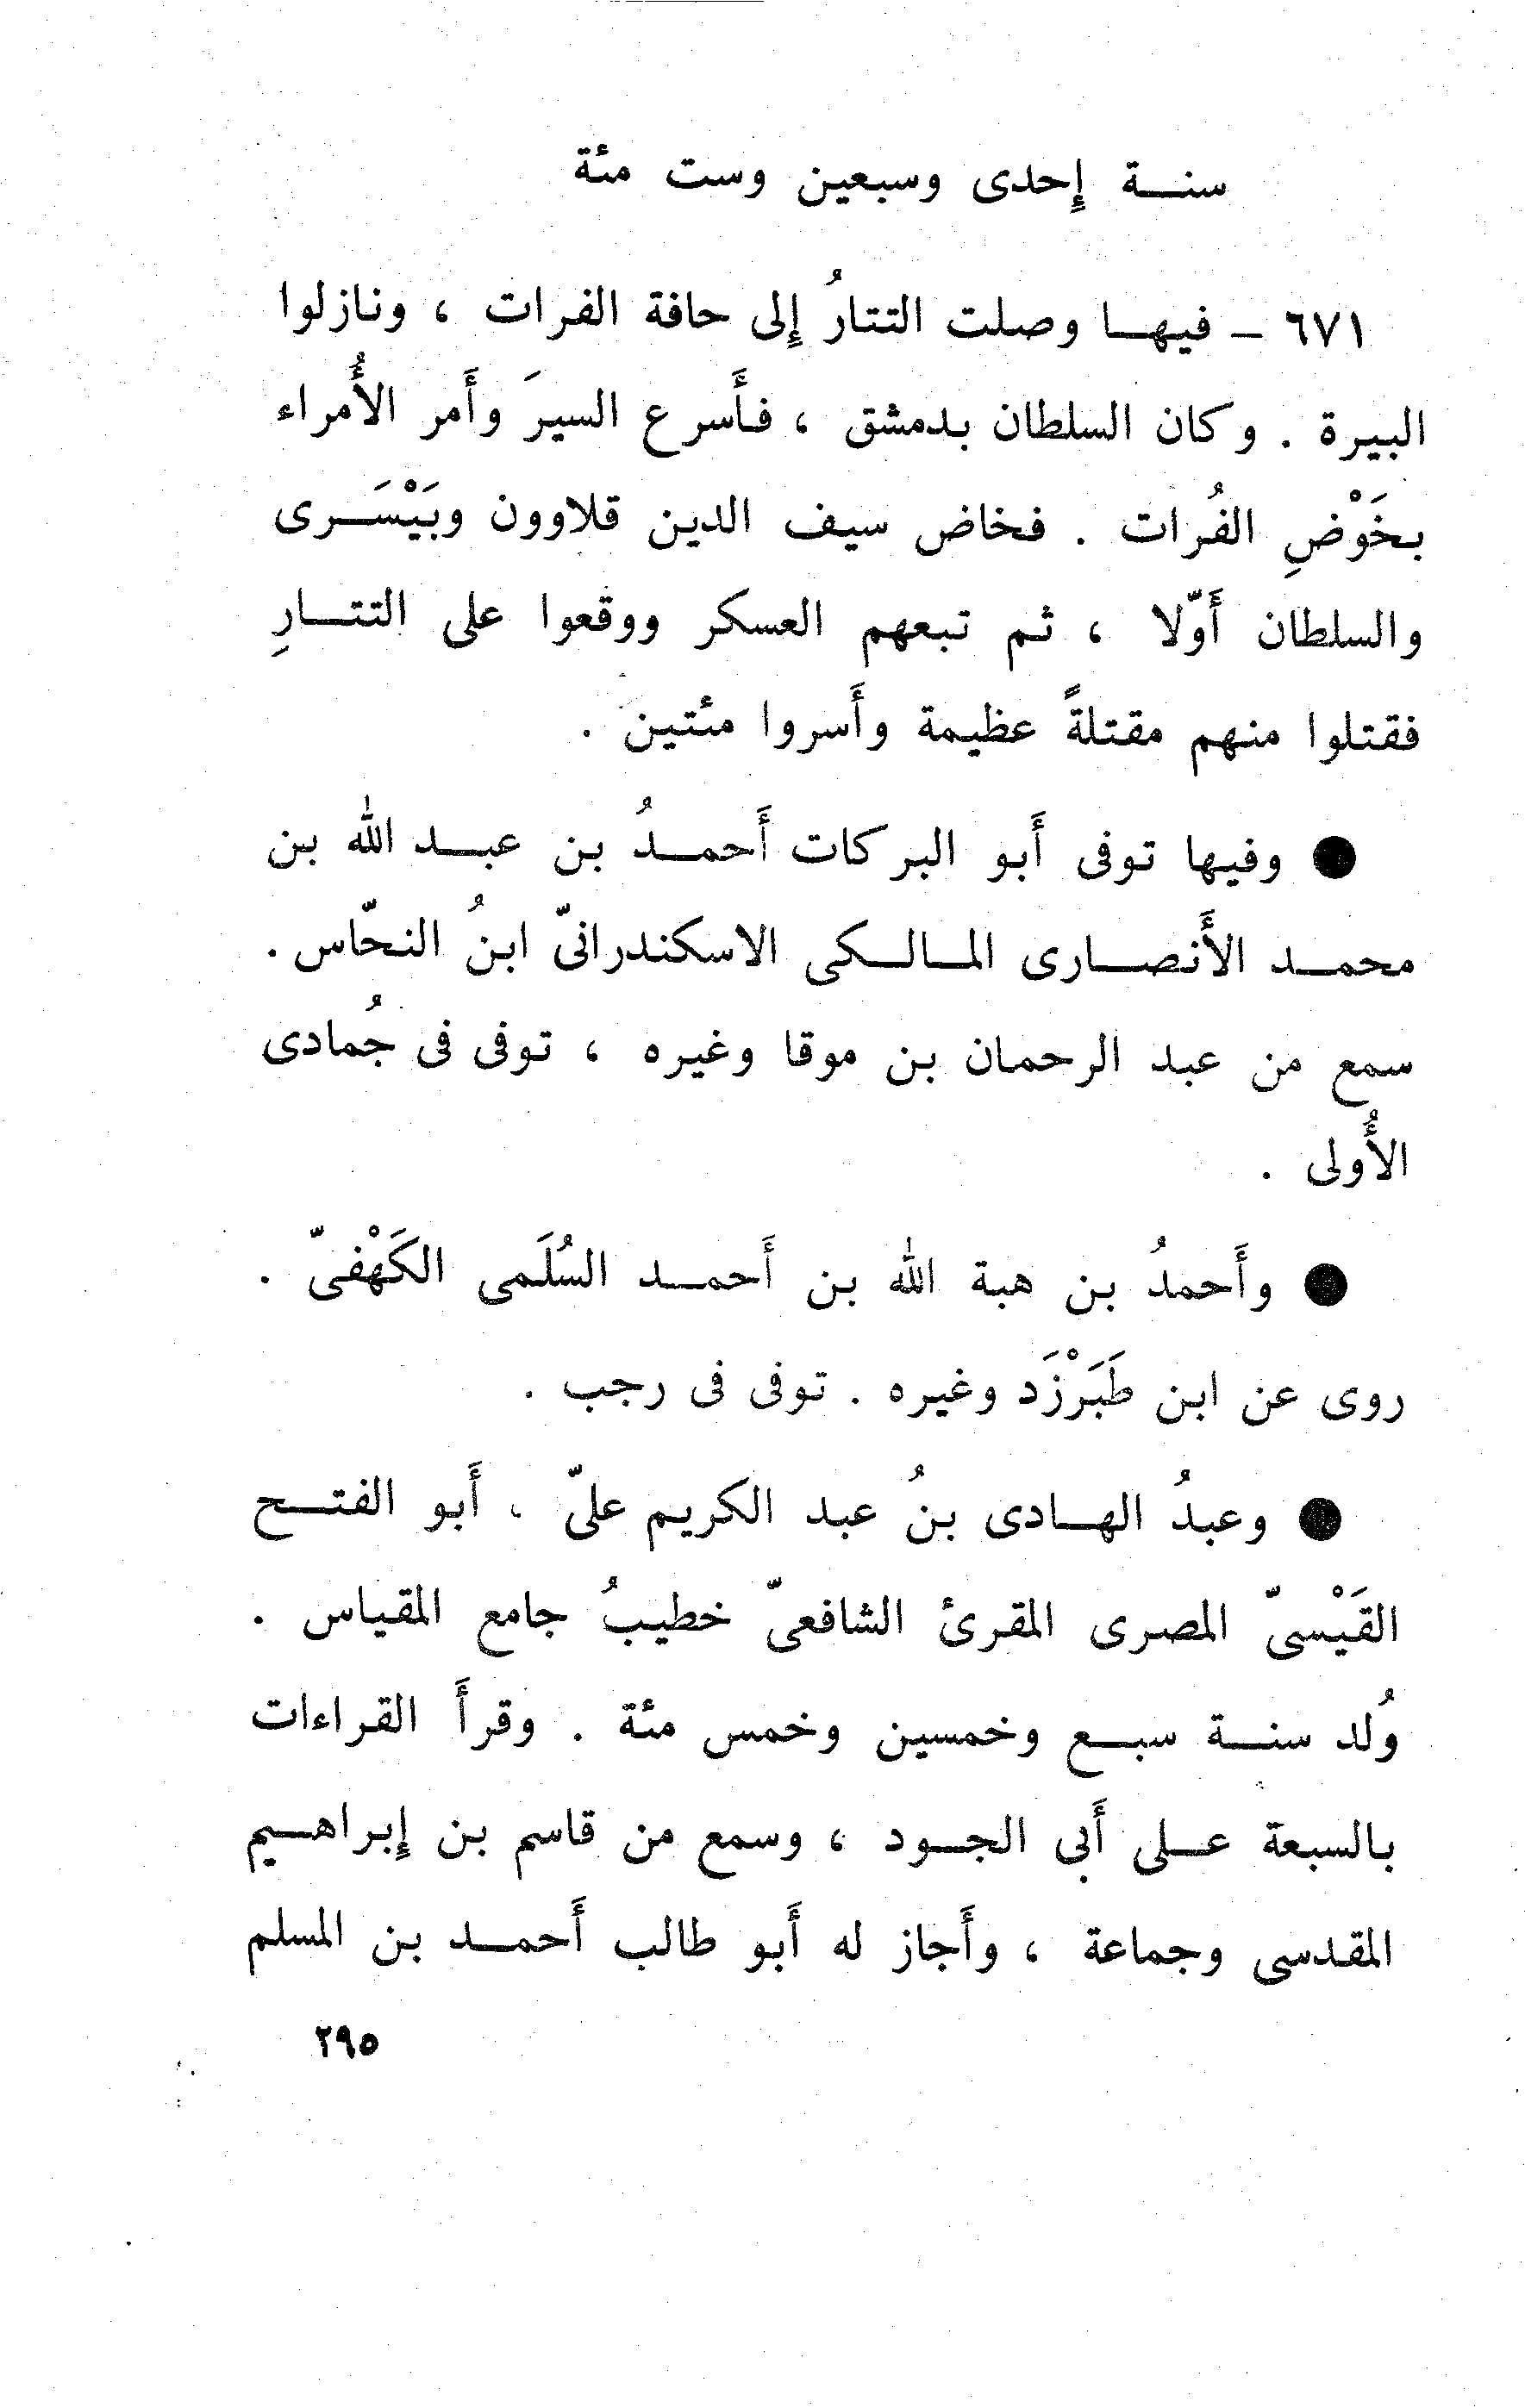 سنة إحدى وسبعين وست مئة
٦٧١ – فيها وصلت التتارُ إلى حافة الفرات ، ونازلوا
البيرة . وكان السلطان بدمشق ، فأَسرع السيرَ وأَمر الأُمراء
بخَوْضِ الفُرات . فخاض سيف الدين قلاوون وبَيْسَرى
والسلطان أَوّلا ، ثم تبعهم العسكر ووقعوا على التتارِ
فقتلوا منهم مقتلةً عظيمة وأَسروا مئتين .
● وفيها توفى أَبو البركات أَحمدُ بن عبد الله بن
محمد الأَنصارى المالكى الاسكندرانىّ ابنُ النحّاس .
سمع من عبد الرحمان بن موقا وغيره ، توفى فى جُمادى
الأُولى .
● وأَحمدُ بن هبة الله بن أَحمد السُلَمى الكَهْفىّ .
روى عن ابن طَبَرْزَد وغيره . توفى فى رجب .
● وعبدُ الهادى بنُ عبد الكريم علىّ ، أَبو الفتح
القَيْسىّ المصرى المقرئ الشافعىّ خطيبُ جامع المقياس .
وُلد سنة سبع وخمسين وخمس مئة . وقرأَ القراءات
بالسبعة على أَبى الجود ، وسمع من قاسم بن إبراهيم
المقدسى وجماعة ، وأَجاز له أَبو طالب أَحمد بن المسلم
٢٩٥